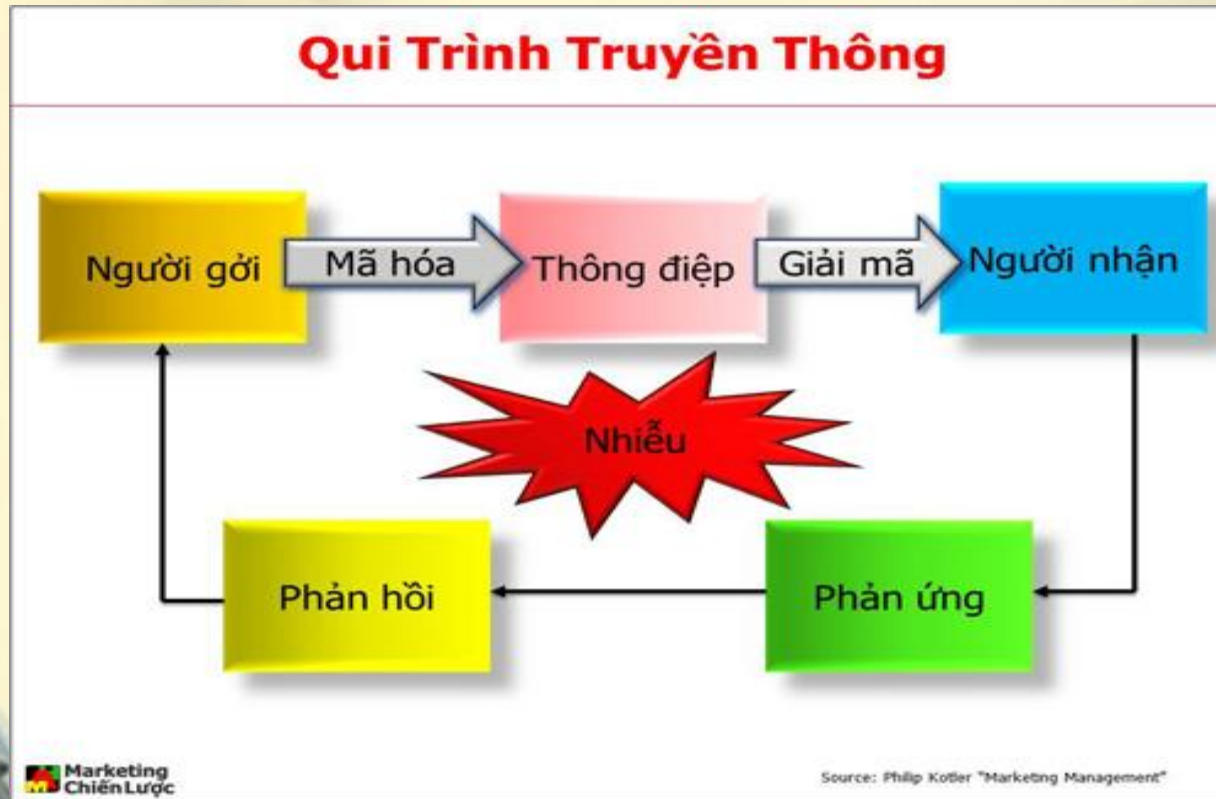 Qui Trình Truyền Thông
Người gởi
Mã hóa
Thông điệp
Giải mã
Người nhận
Nhiễu
Phản hồi
Phản ứng
Marketing
Chiến Lược
Source: Philip Kotler "Marketing Management"